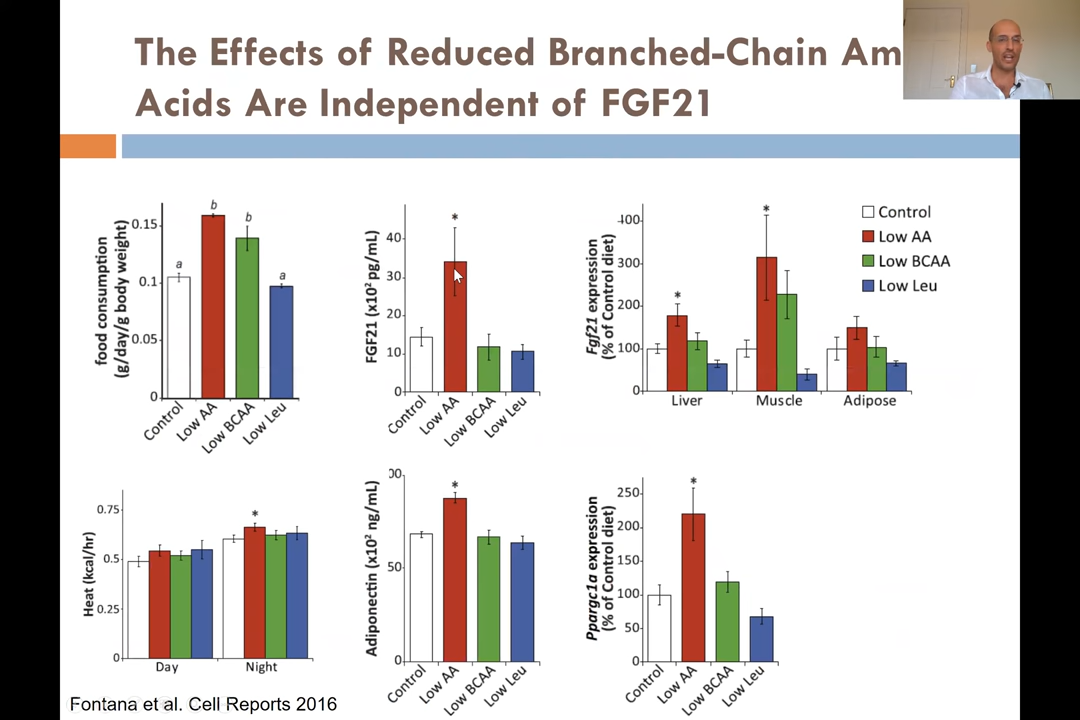 The Effects of Reduced Branched-Chain Am
Acids Are Independent of FGF21
food consumption
(g/day/g body weight)
0.15
0.1
0.05
0
a
b
b
a
Control
Low AA
Low BCAA
Low Leu
FGF21 (x10² pg/mL)
40
30
20
10
0
*
Control
Low AA
Low BCAA
Low Leu
Fgf21 expression
(% of Control diet)
400
300
200
100
0
*
*
Liver
Muscle
Adipose
Control
Low AA
Low BCAA
Low Leu
Heat (kcal/hr)
0.75
0.5
0.25
0
*
Day
Night
Adiponectin (x10² ng/mL)
00
50
0
*
Control
Low AA
Low BCAA
Low Leu
Ppargc1a expression
(% of Control diet)
250
200
150
100
50
0
*
Control
Low AA
Low BCAA
Low Leu
Fontana et al. Cell Reports 2016